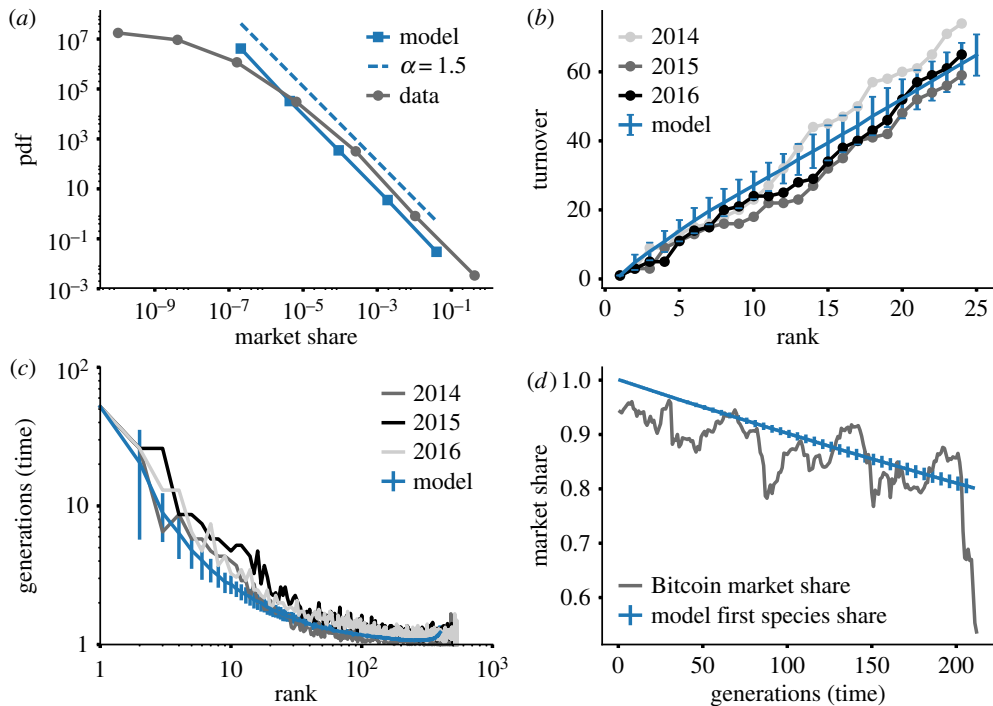 (a)
10^7
10^5
10^3
10
10^−1
10^−3
pdf
10^−9
10^−7
10^−5
10^−3
10^−1
market share
model
α = 1.5
data
(b)
60
40
20
0
turnover
0
5
10
15
20
25
rank
2014
2015
2016
model
(c)
10^2
10
1
generations (time)
1
10
10^2
10^3
rank
2014
2015
2016
model
(d)
1.0
0.9
0.8
0.7
0.6
market share
0
50
100
150
200
generations (time)
Bitcoin market share
model first species share